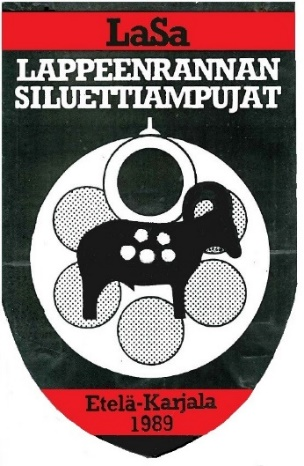 LaSa
LAPPEENRANNAN
SILUETTIAMPUJAT
Etelä-Karjala
1989